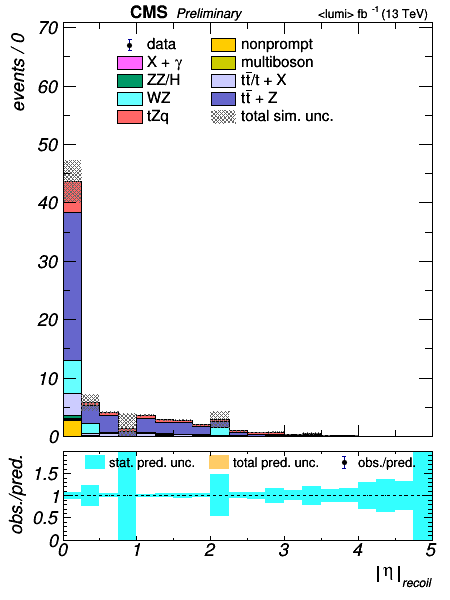 CMS Preliminary <lumi> fb ⁻¹ (13 TeV)
events / 0
70
60
50
40
30
20
10
0
data
X + γ
ZZ/H
WZ
tZq
nonprompt
multiboson
tt̄/t + X
tt̄ + Z
total sim. unc.
obs./pred.
1.5
1
0.5
0
stat. pred. unc. total pred. unc. obs./pred.
0 1 2 3 4 5
|η|recoil